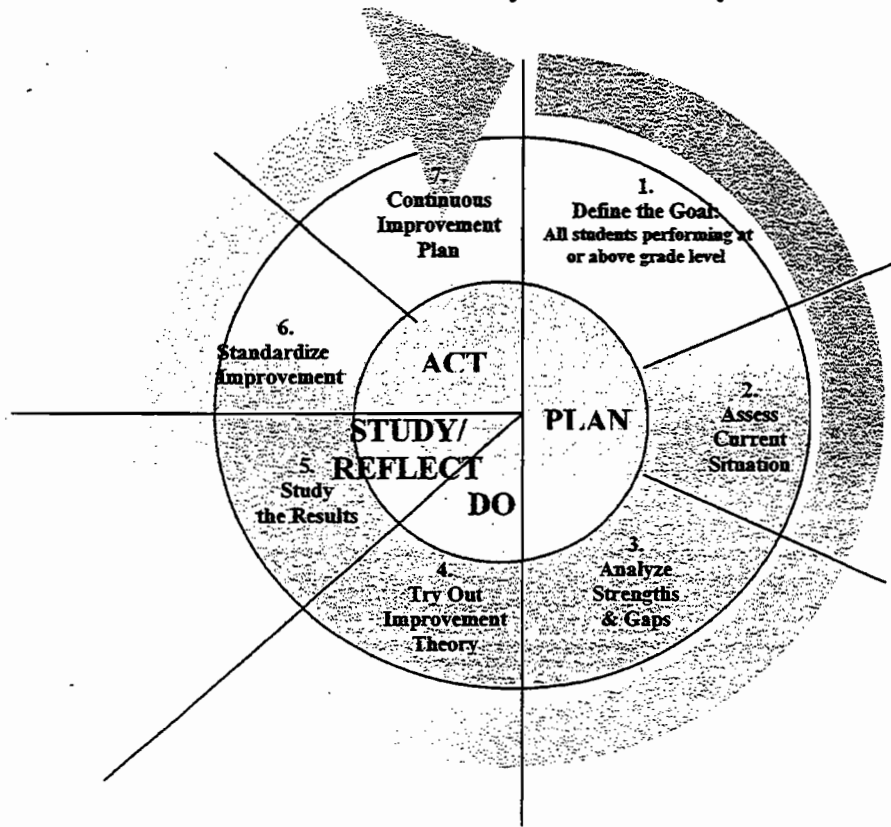 1.
Define the Goal:
All students performing at
or above grade level
2.
Assess
Current
Situation
3.
Analyze
Strengths
& Gaps
4.
Try Out
Improvement
Theory
5.
Study
the Results
6.
Standardize
Improvement
7.
Continuous
Improvement
Plan
ACT
PLAN
STUDY/
REFLECT
DO